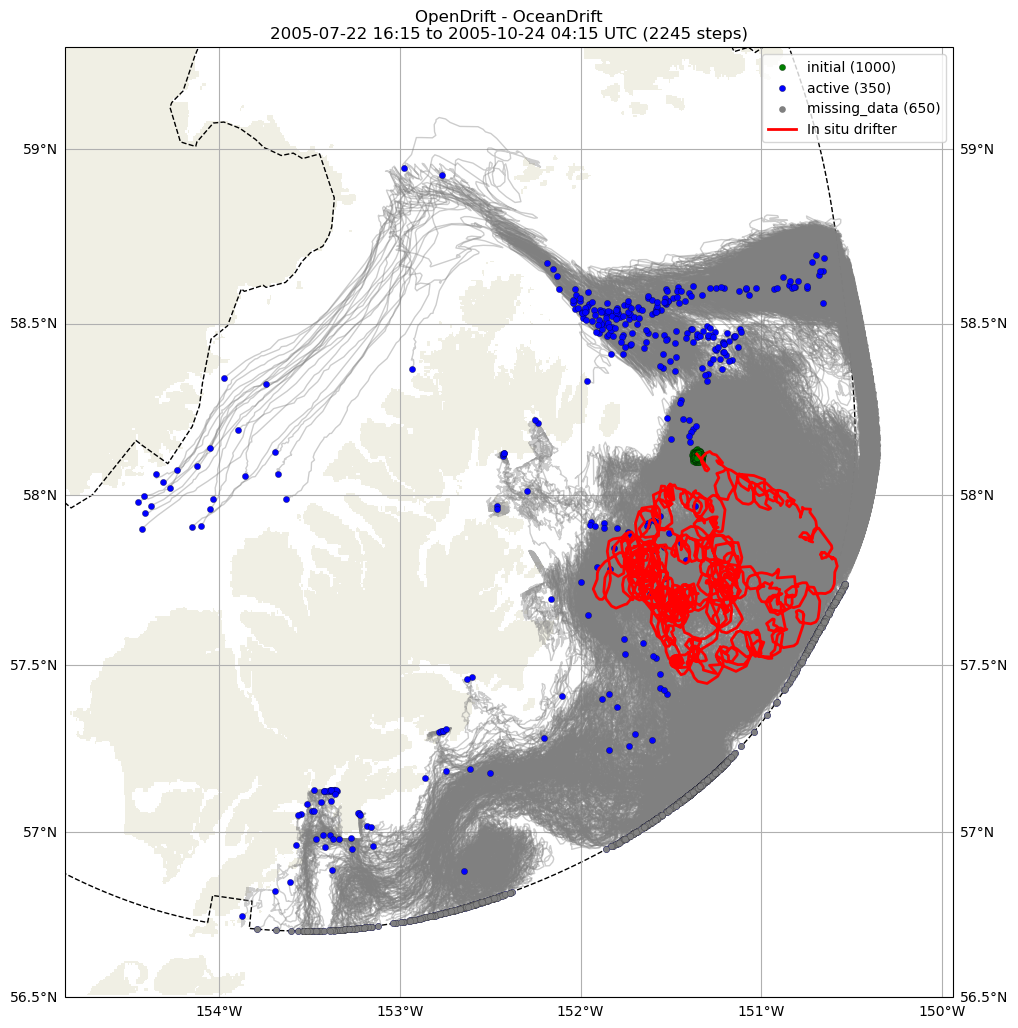 OpenDrift - OceanDrift
2005-07-22 16:15 to 2005-10-24 04:15 UTC (2245 steps)
initial (1000)
active (350)
missing_data (650)
In situ drifter
59°N
59°N
58.5°N
58.5°N
58°N
58°N
57.5°N
57.5°N
57°N
57°N
56.5°N
56.5°N
154°W
153°W
152°W
151°W
150°W